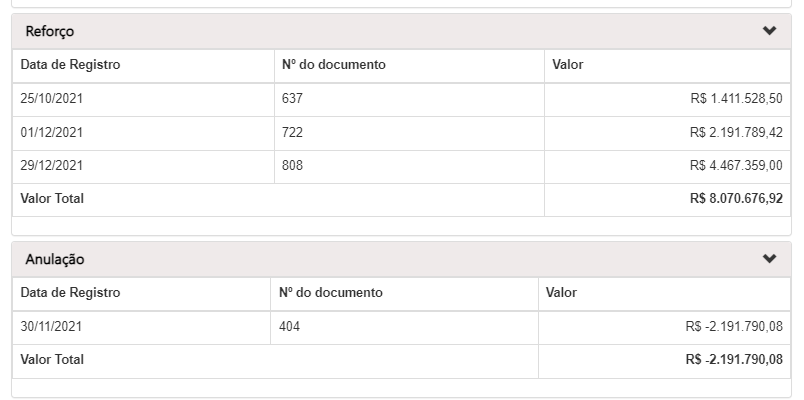 Reforço
Data de Registro Nº do documento Valor
25/10/2021 637 R$ 1.411.528,50
01/12/2021 722 R$ 2.191.789,42
29/12/2021 808 R$ 4.467.359,00
Valor Total R$ 8.070.676,92
Anulação
Data de Registro Nº do documento Valor
30/11/2021 404 R$ -2.191.790,08
Valor Total R$ -2.191.790,08